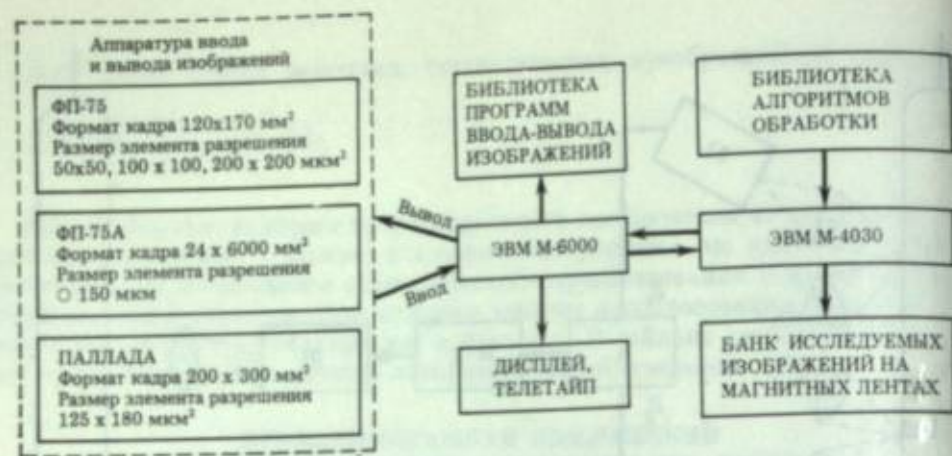 Аппаратура ввода
и вывода изображений
ФП-75
Формат кадра 120х170 мм²
Размер элемента разрешения
50х50, 100 х 100, 200 х 200 мкм²
ФП-75А
Формат кадра 24 х 6000 мм²
Размер элемента разрешения
○ 150 мкм
ПАЛЛАДА
Формат кадра 200 х 300 мм²
Размер элемента разрешения
125 х 180 мкм²
Вывод
Ввод
БИБЛИОТЕКА
ПРОГРАММ
ВВОДА-ВЫВОДА
ИЗОБРАЖЕНИЙ
ЭВМ М-6000
ДИСПЛЕЙ,
ТЕЛЕТАЙП
БИБЛИОТЕКА
АЛГОРИТМОВ
ОБРАБОТКИ
ЭВМ М-4030
БАНК ИССЛЕДУЕМЫХ
ИЗОБРАЖЕНИЙ НА
МАГНИТНЫХ ЛЕНТАХ